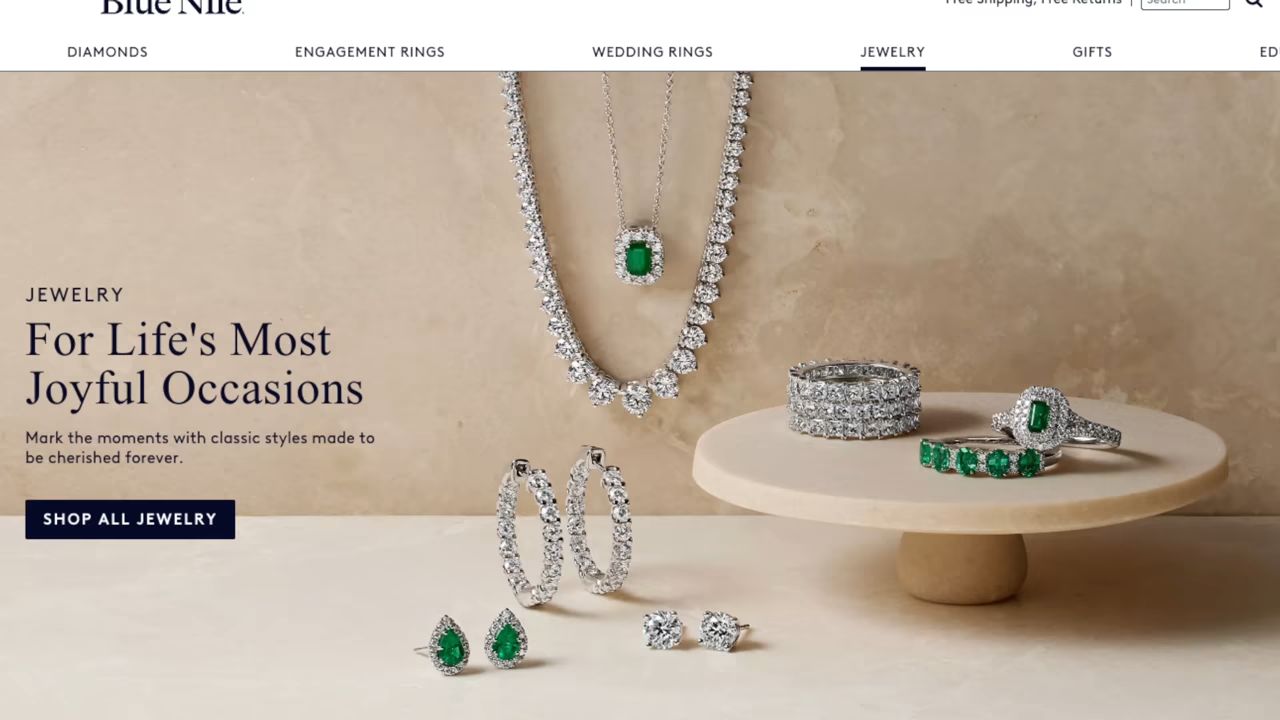 Blue Nile
Free Shipping, Free Returns |
Search
DIAMONDS
ENGAGEMENT RINGS
WEDDING RINGS
JEWELRY
GIFTS
JEWELRY
For Life's Most
Joyful Occasions
Mark the moments with classic styles made to
be cherished forever.
SHOP ALL JEWELRY